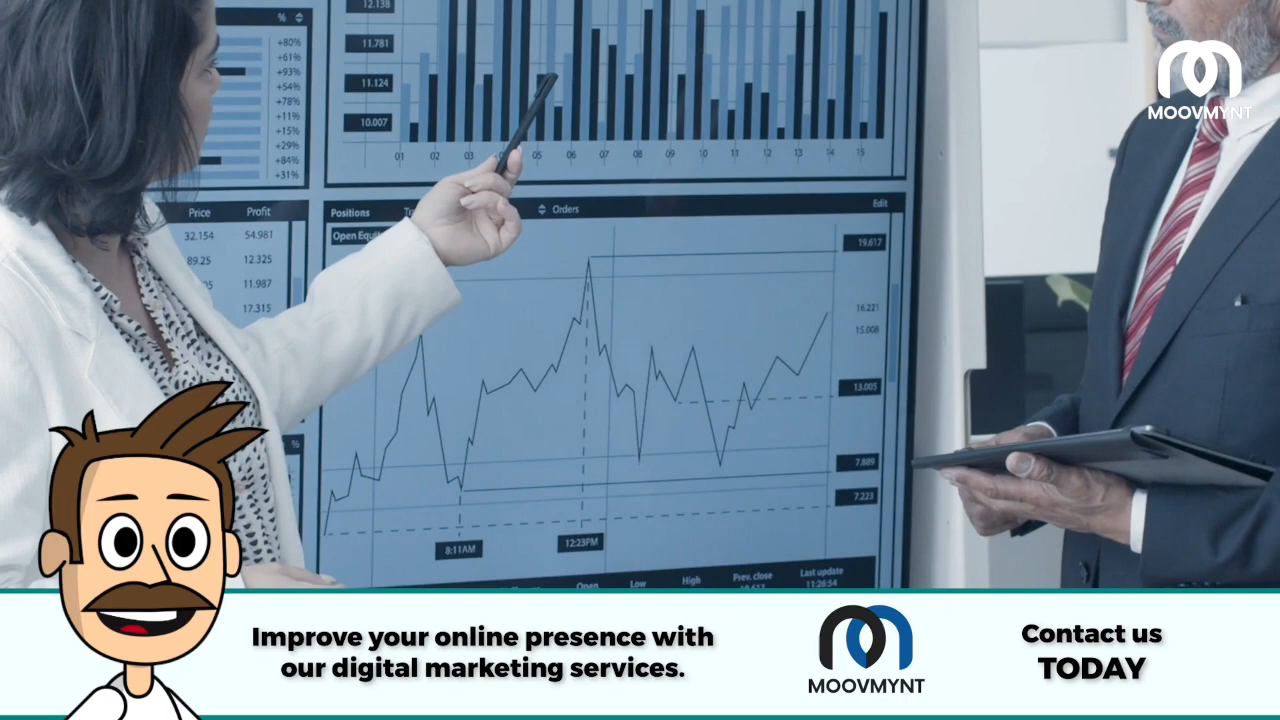 12.138
11.781
11.124
10.007
01 02 03 05 06 07 08 09 10 11 12 13 14 15
%
+80%
+61%
+93%
+54%
+78%
+11%
+15%
+29%
+84%
+31%
MOOVMYNT
Price Profit
32.154 54.981
89.25 12.325
11.987
17.315
%
Positions Orders Edit
Open
19.617
16.221
15.008
13.005
7.889
7.223
8:11AM
12:23PM
Open Low High Prev. close Last update
11:26:54
Improve your online presence with
our digital marketing services.
MOOVMYNT
Contact us
TODAY